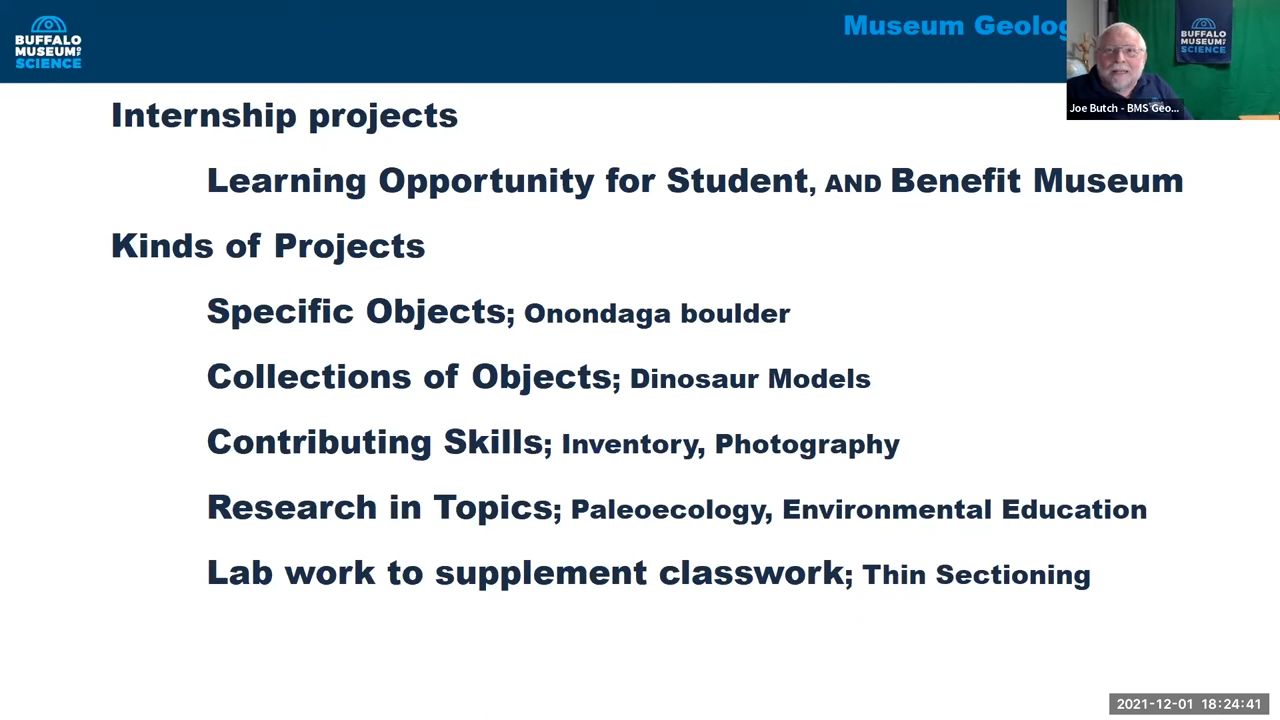 BUFFALO
MUSEUM OF
SCIENCE
Museum Geolog
BUFFALO
MUSEUM OF
SCIENCE
Joe Butch - BMS Geo...
Internship projects
Learning Opportunity for Student, AND Benefit Museum
Kinds of Projects
Specific Objects; Onondaga boulder
Collections of Objects; Dinosaur Models
Contributing Skills; Inventory, Photography
Research in Topics; Paleoecology, Environmental Education
Lab work to supplement classwork; Thin Sectioning
2021-12-01 18:24:41